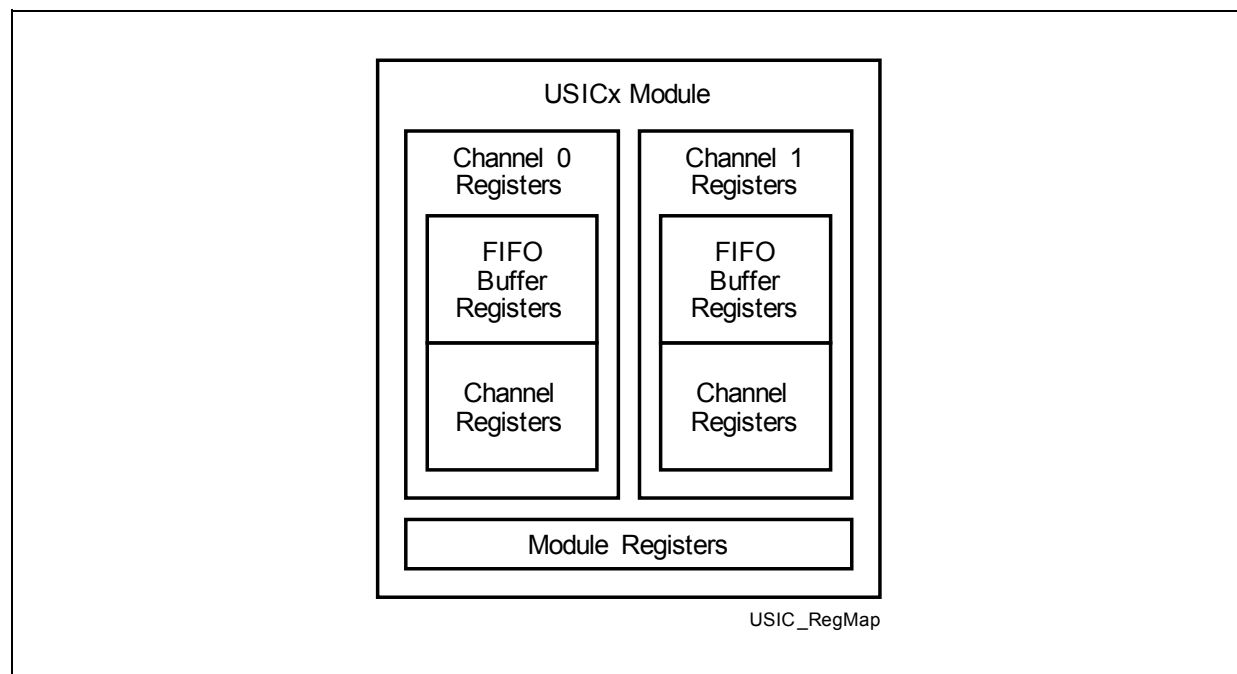 USICx Module
Channel 0
Registers
FIFO
Buffer
Registers
Channel
Registers
Channel 1
Registers
FIFO
Buffer
Registers
Channel
Registers
Module Registers
USIC_RegMap